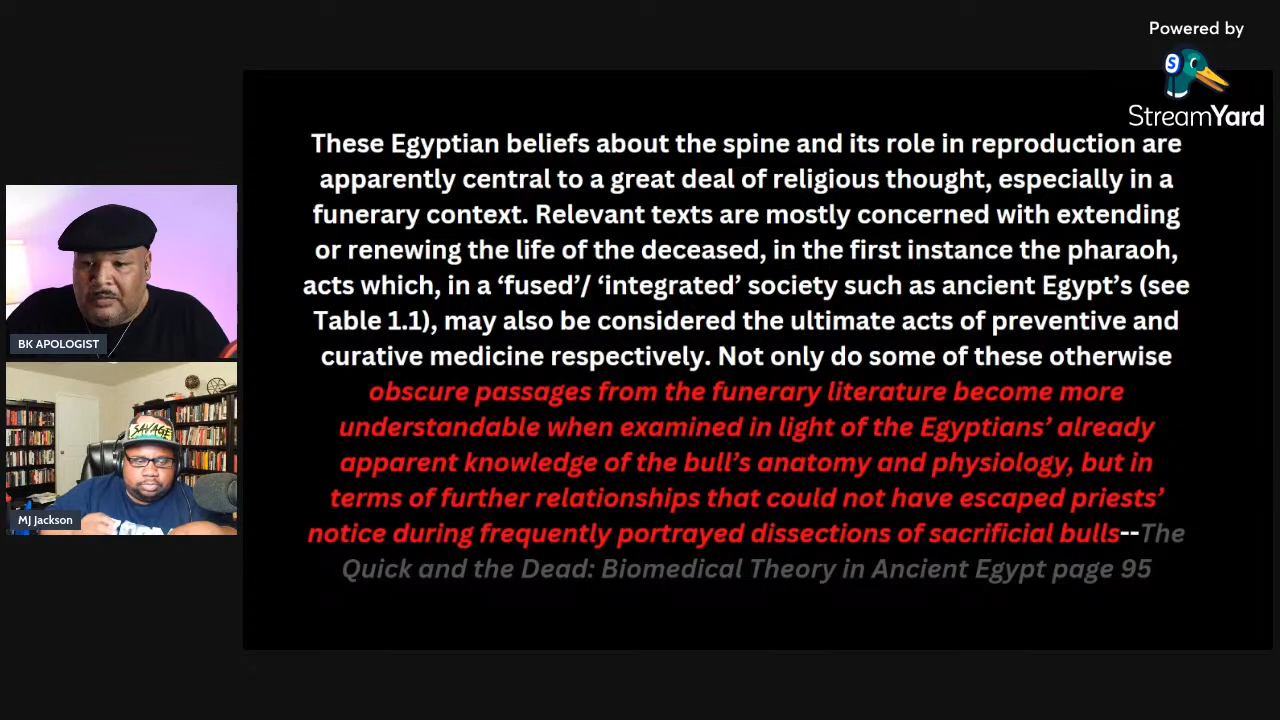 Powered by
StreamYard
These Egyptian beliefs about the spine and its role in reproduction are
apparently central to a great deal of religious thought, especially in a
funerary context. Relevant texts are mostly concerned with extending
or renewing the life of the deceased, in the first instance the pharaoh,
acts which, in a ‘fused’/ ‘integrated’ society such as ancient Egypt’s (see
Table 1.1), may also be considered the ultimate acts of preventive and
curative medicine respectively. Not only do some of these otherwise
obscure passages from the funerary literature become more
understandable when examined in light of the Egyptians’ already
apparent knowledge of the bull’s anatomy and physiology, but in
terms of further relationships that could not have escaped priests’
notice during frequently portrayed dissections of sacrificial bulls--The
Quick and the Dead: Biomedical Theory in Ancient Egypt page 95
BK APOLOGIST
SAVAGE
MJ Jackson